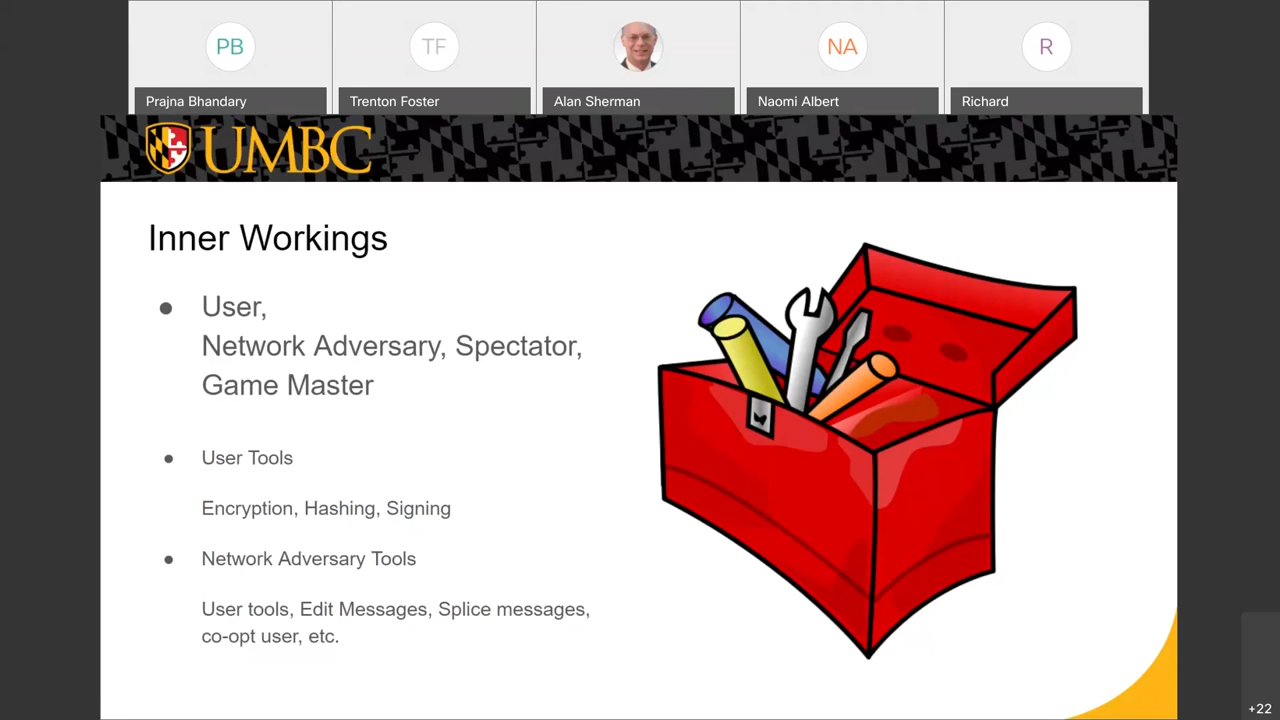 PB
TF
NA
R
Prajna Bhandary
Trenton Foster
Alan Sherman
Naomi Albert
Richard
UMBC
Inner Workings
● User,
Network Adversary, Spectator,
Game Master
● User Tools
Encryption, Hashing, Signing
● Network Adversary Tools
User tools, Edit Messages, Splice messages,
co-opt user, etc.
+22